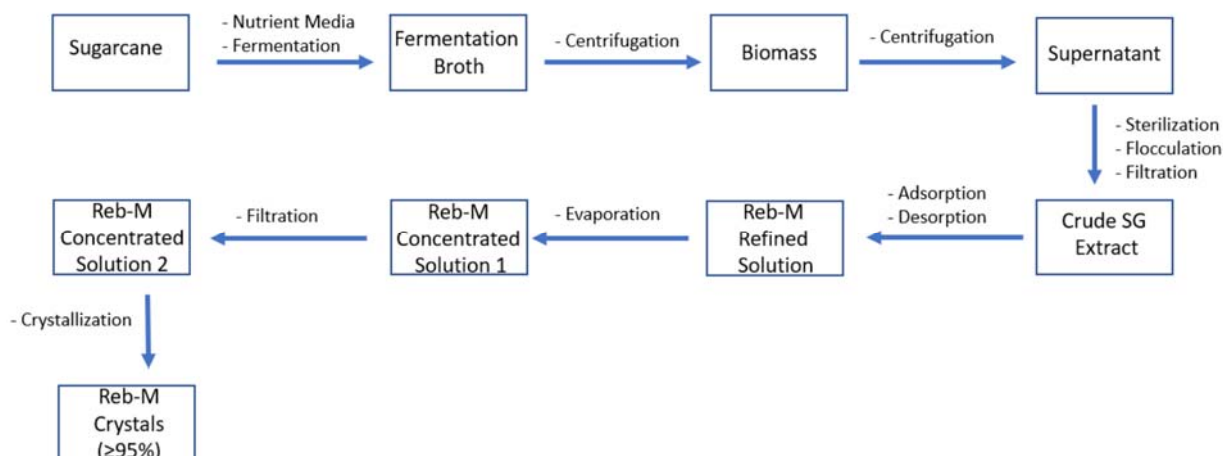 Sugarcane
- Nutrient Media
- Fermentation
Fermentation
Broth
- Centrifugation
Biomass
- Centrifugation
Supernatant
- Sterilization
- Flocculation
- Filtration
Crude SG
Extract
- Adsorption
- Desorption
Reb-M
Refined
Solution
- Evaporation
Reb-M
Concentrated
Solution 1
- Filtration
Reb-M
Concentrated
Solution 2
- Crystallization
Reb-M
Crystals
(≥95%)